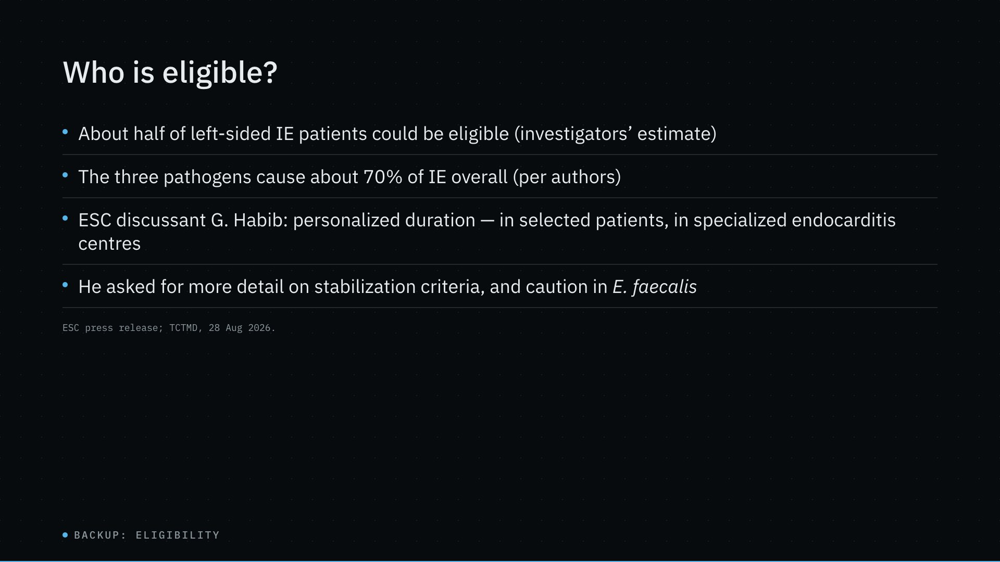 Who is eligible?
• About half of left-sided IE patients could be eligible (investigators’ estimate)
• The three pathogens cause about 70% of IE overall (per authors)
• ESC discussant G. Habib: personalized duration — in selected patients, in specialized endocarditis
centres
• He asked for more detail on stabilization criteria, and caution in E. faecalis
ESC press release; TCTMD, 28 Aug 2026.
• BACKUP: ELIGIBILITY